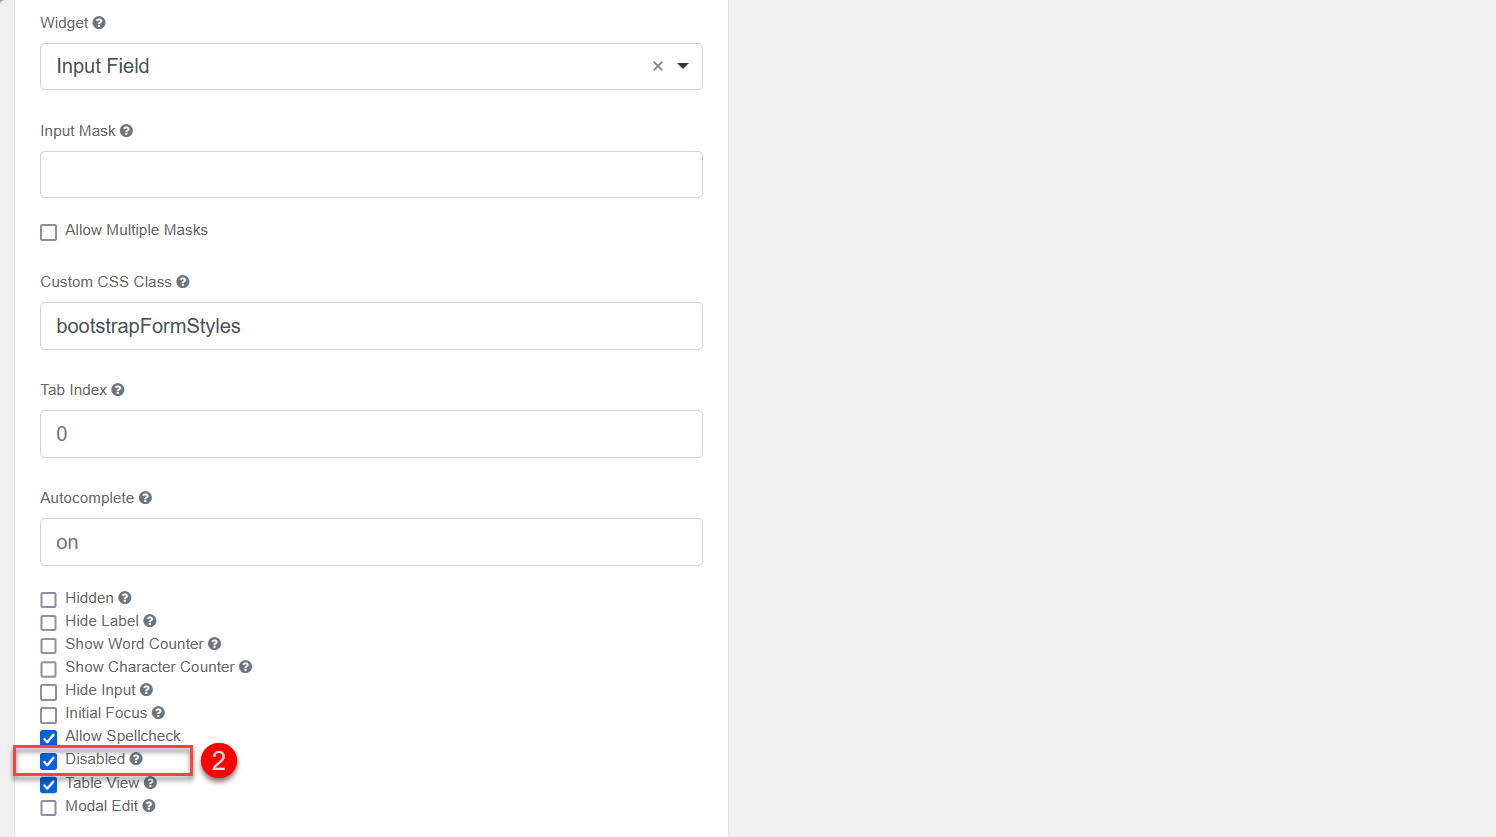 Widget
Input Field
Input Mask
Allow Multiple Masks
Custom CSS Class
bootstrapFormStyles
Tab Index
0
Autocomplete
on
Hidden
Hide Label
Show Word Counter
Show Character Counter
Hide Input
Initial Focus
Allow Spellcheck
Disabled 2
Table View
Modal Edit